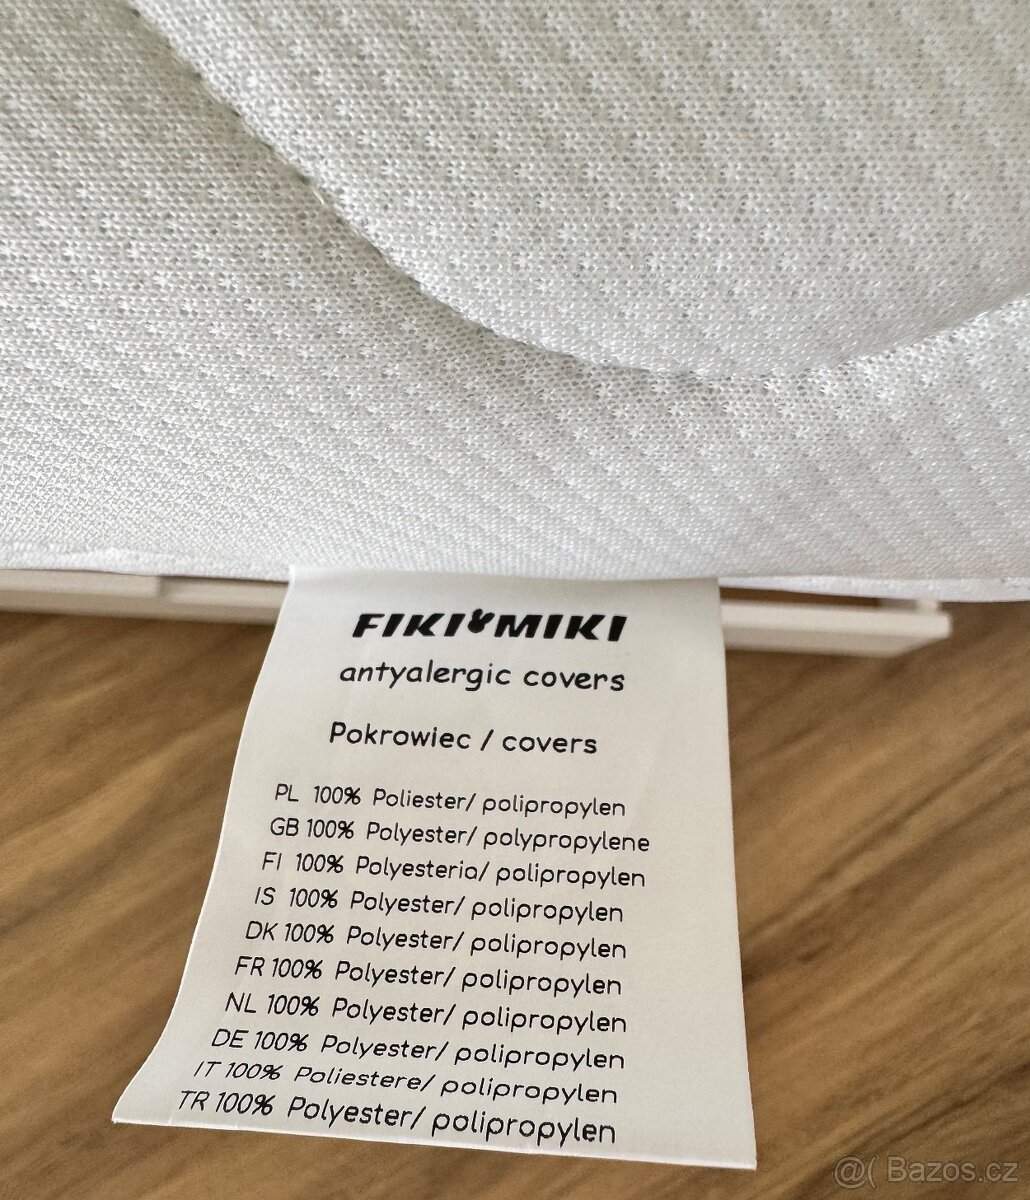 FIKI MIKI
antyalergic covers
Pokrowiec / covers
PL 100% Poliester/ polipropylen
GB 100% Polyester/ polypropylene
FI 100% Polyesteria/ polipropylen
IS 100% Polyester/ polipropylen
DK 100% Polyester/ polipropylen
FR 100% Polyester/ polipropylen
NL 100% Polyester/ polipropylen
DE 100% Polyester/ polipropylen
IT 100% Poliestere/ polipropylen
TR 100% Polyester/ polipropylen
@( Bazos.cz